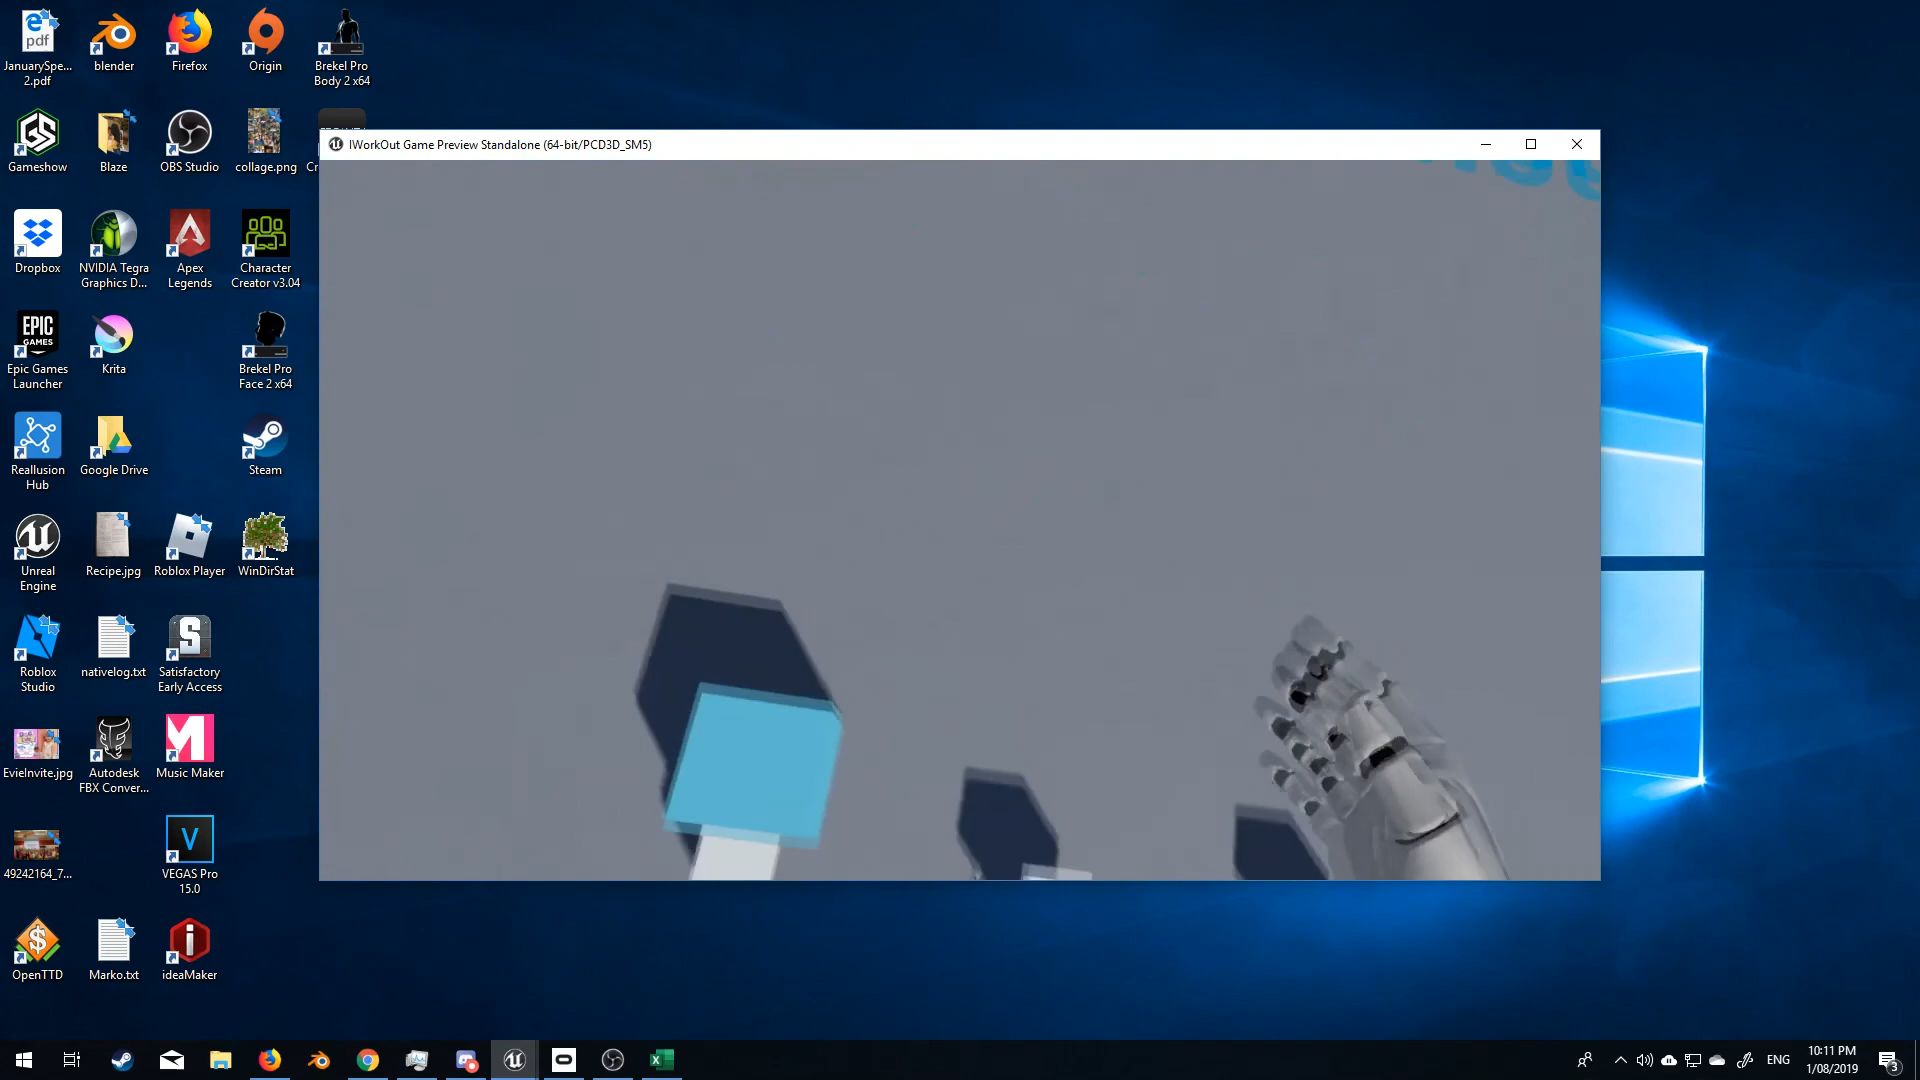 JanuarySpe...
2.pdf
blender
Firefox
Origin
Brekel Pro
Body 2 x64
Gameshow
Blaze
OBS Studio
collage.png
Cr
IWorkOut Game Preview Standalone (64-bit/PCD3D_SM5)
Dropbox
NVIDIA Tegra
Graphics D...
Apex
Legends
Character
Creator v3.04
EPIC
GAMES
Epic Games
Launcher
Krita
Brekel Pro
Face 2 x64
Reallusion
Hub
Google Drive
Steam
Unreal
Engine
Recipe.jpg
Roblox Player
WinDirStat
Roblox
Studio
nativelog.txt
Satisfactory
Early Access
EvieInvite.jpg
Autodesk
FBX Conver...
Music Maker
49242164_7...
VEGAS Pro
15.0
OpenTTD
Marko.txt
ideaMaker
ENG
10:11 PM
1/08/2019
3